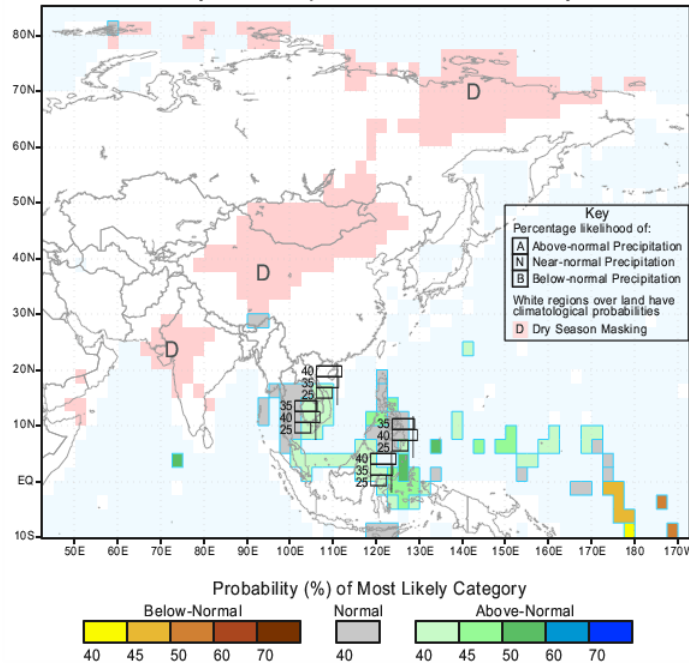 80N
70N
60N
50N
40N
30N
20N
10N
EQ
10S
50E 60E 70E 80E 90E 100E 110E 120E 130E 140E 150E 160E 170E 180 170W
D
D
D
40
35
25
35
40
25
35
40
25
40
35
25
Key
Percentage likelihood of:
A Above-normal Precipitation
N Near-normal Precipitation
B Below-normal Precipitation
White regions over land have
climatological probabilities
D Dry Season Masking
Probability (%) of Most Likely Category
Below-Normal Normal Above-Normal
40 45 50 60 70 40 40 45 50 60 70